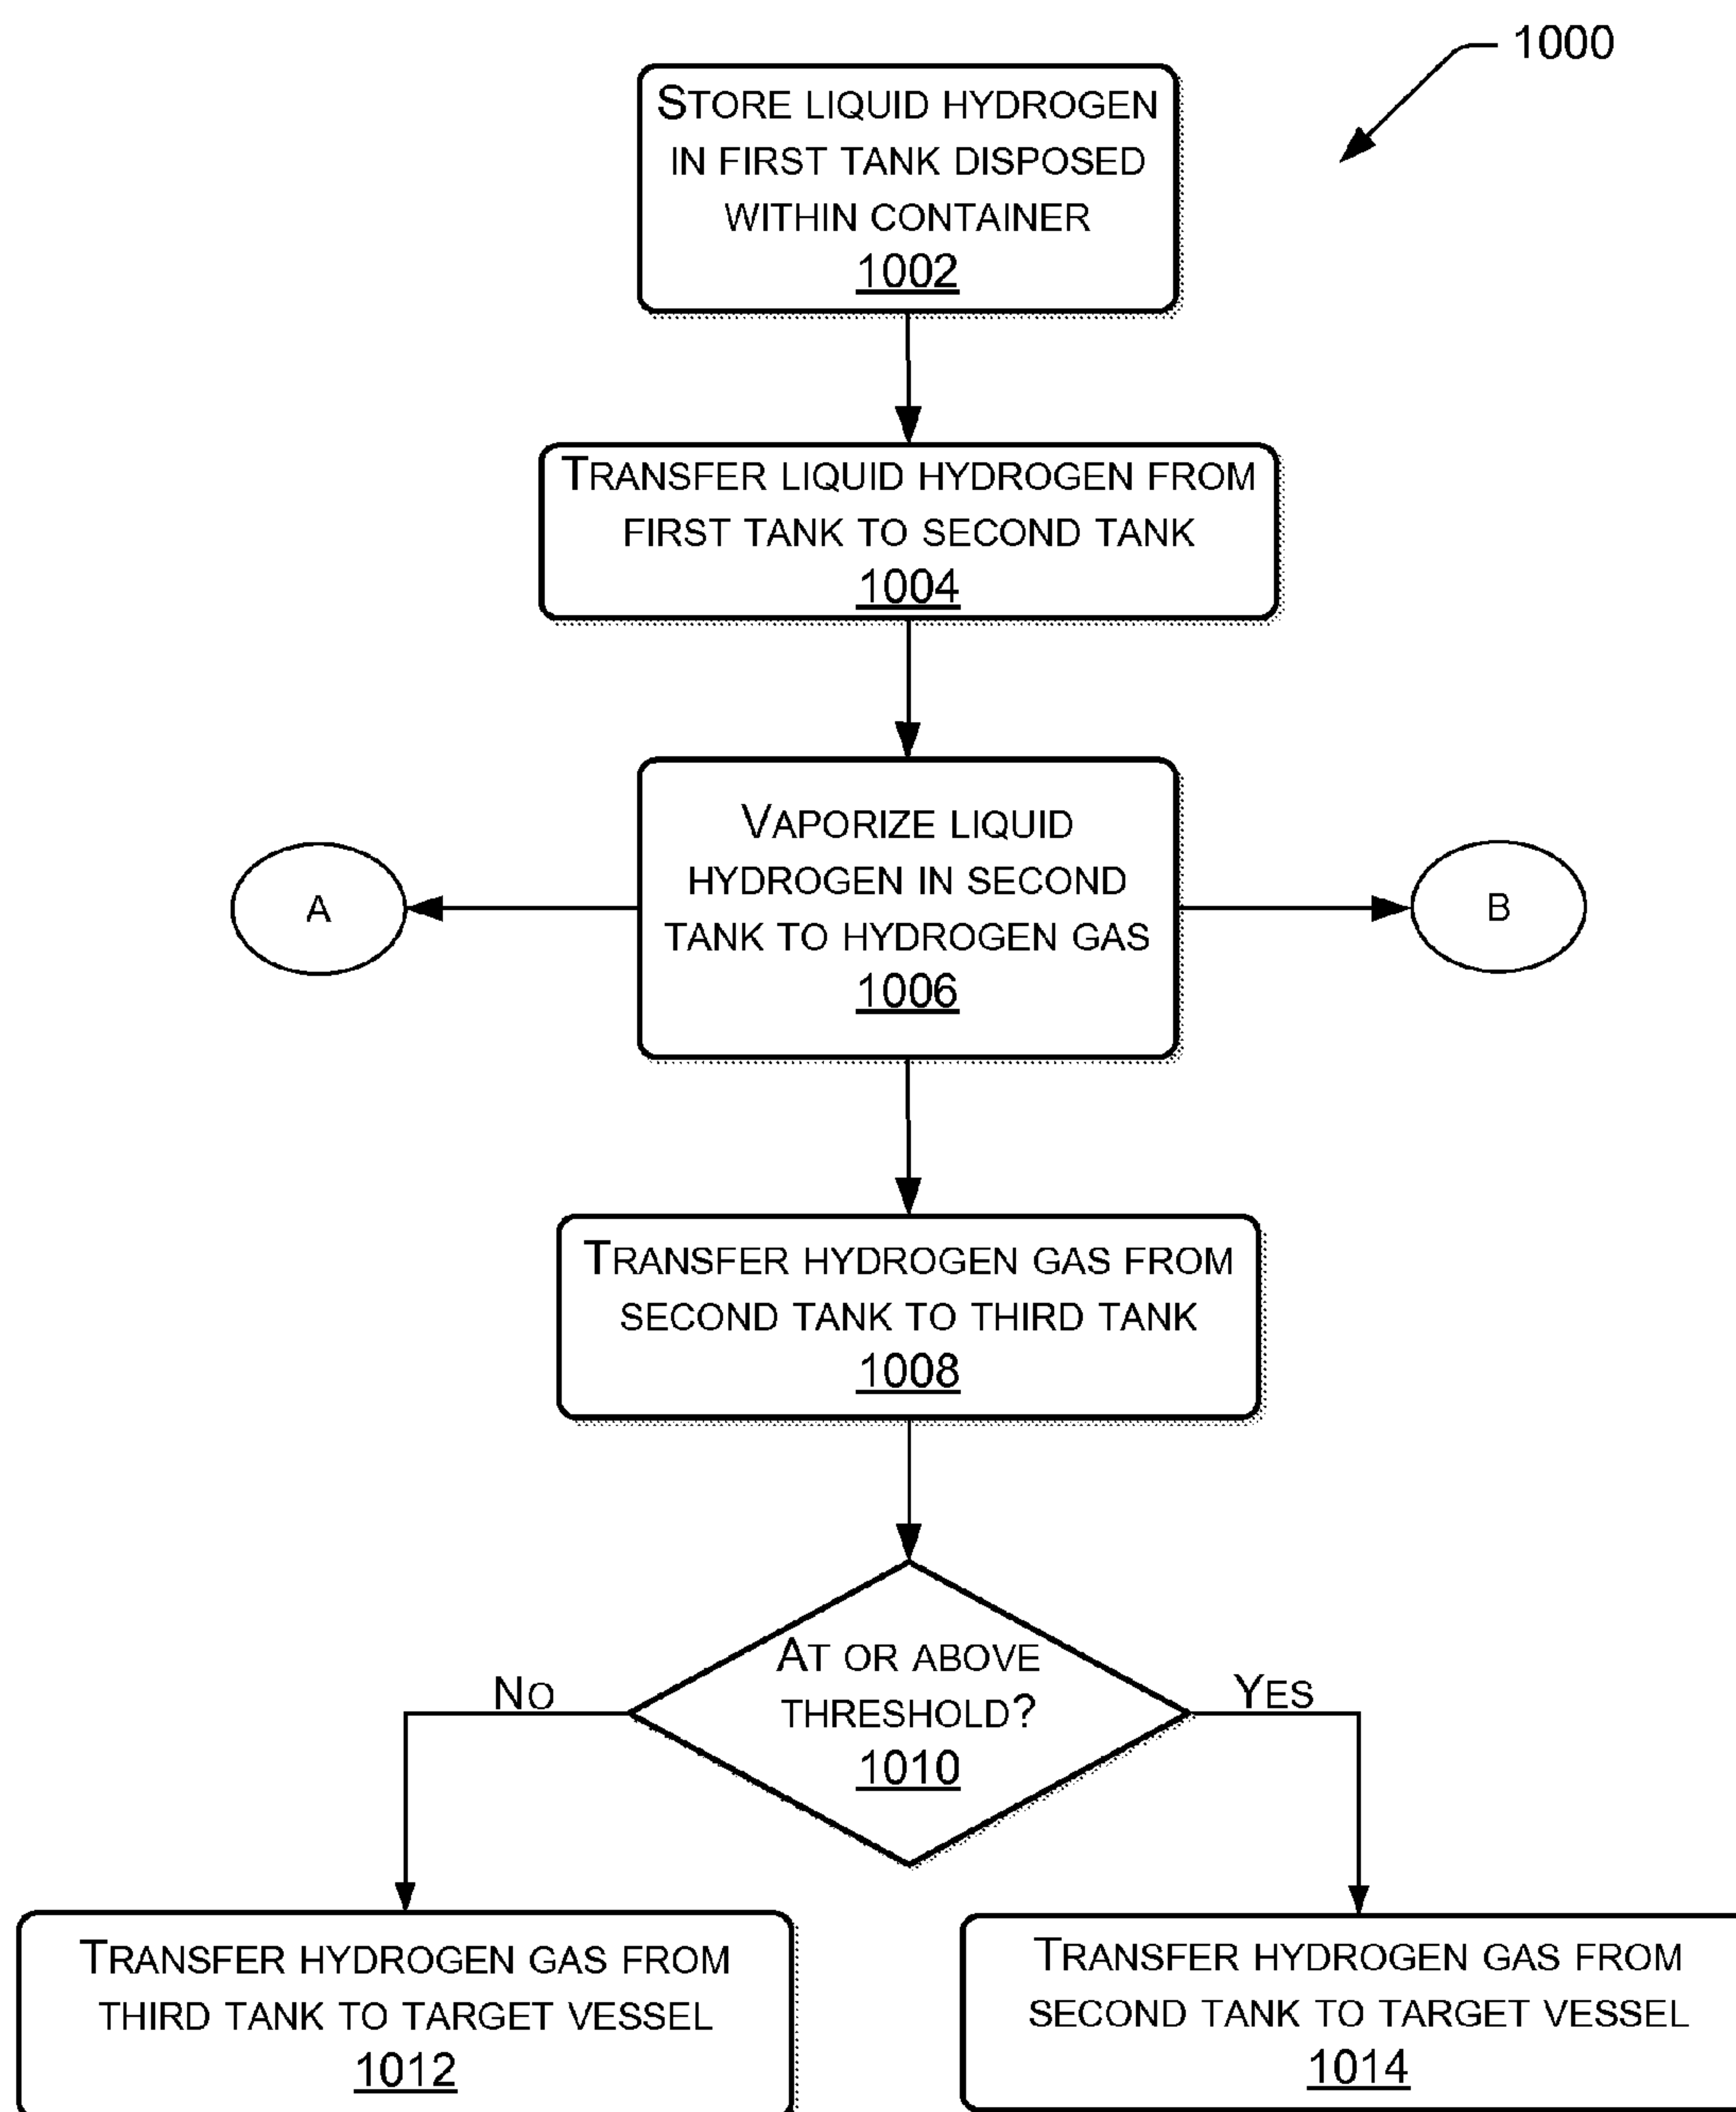 1000
STORE LIQUID HYDROGEN
IN FIRST TANK DISPOSED
WITHIN CONTAINER
1002
TRANSFER LIQUID HYDROGEN FROM
FIRST TANK TO SECOND TANK
1004
VAPORIZE LIQUID
HYDROGEN IN SECOND
TANK TO HYDROGEN GAS
1006
A
B
TRANSFER HYDROGEN GAS FROM
SECOND TANK TO THIRD TANK
1008
AT OR ABOVE
THRESHOLD?
1010
NO
YES
TRANSFER HYDROGEN GAS FROM
THIRD TANK TO TARGET VESSEL
1012
TRANSFER HYDROGEN GAS FROM
SECOND TANK TO TARGET VESSEL
1014